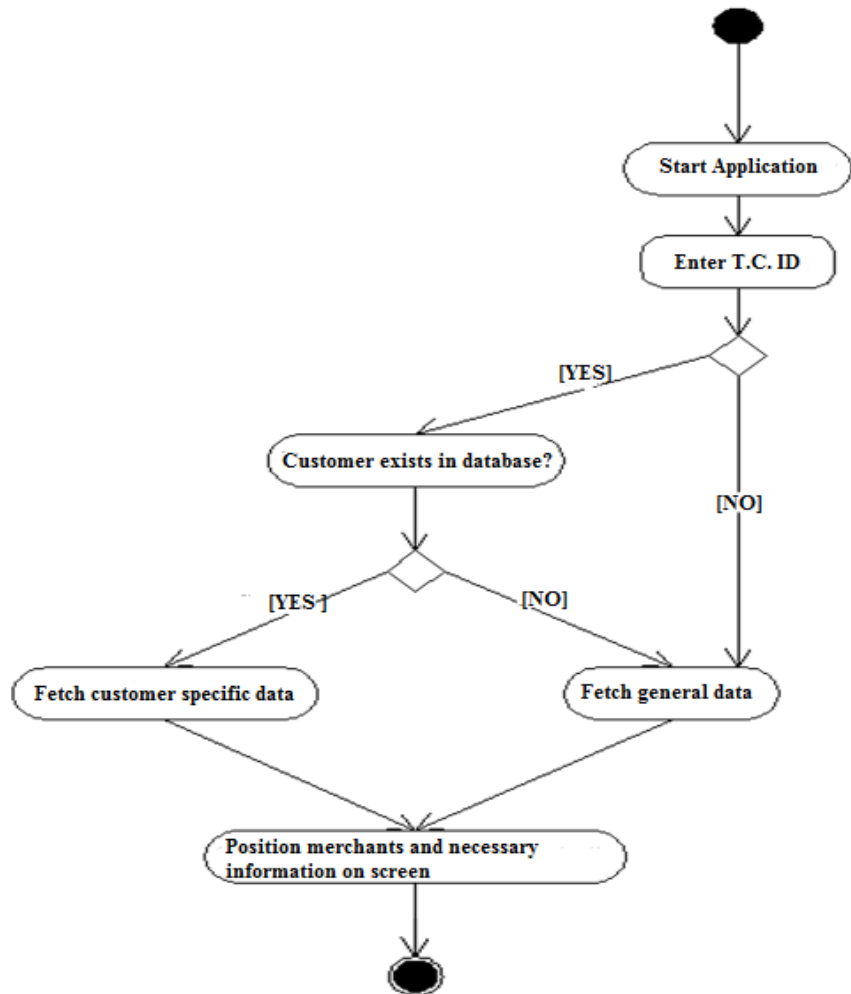 Start Application
Enter T.C. ID
[YES]
Customer exists in database?
[NO]
[YES ]
[NO]
Fetch customer specific data
Fetch general data
Position merchants and necessary
information on screen